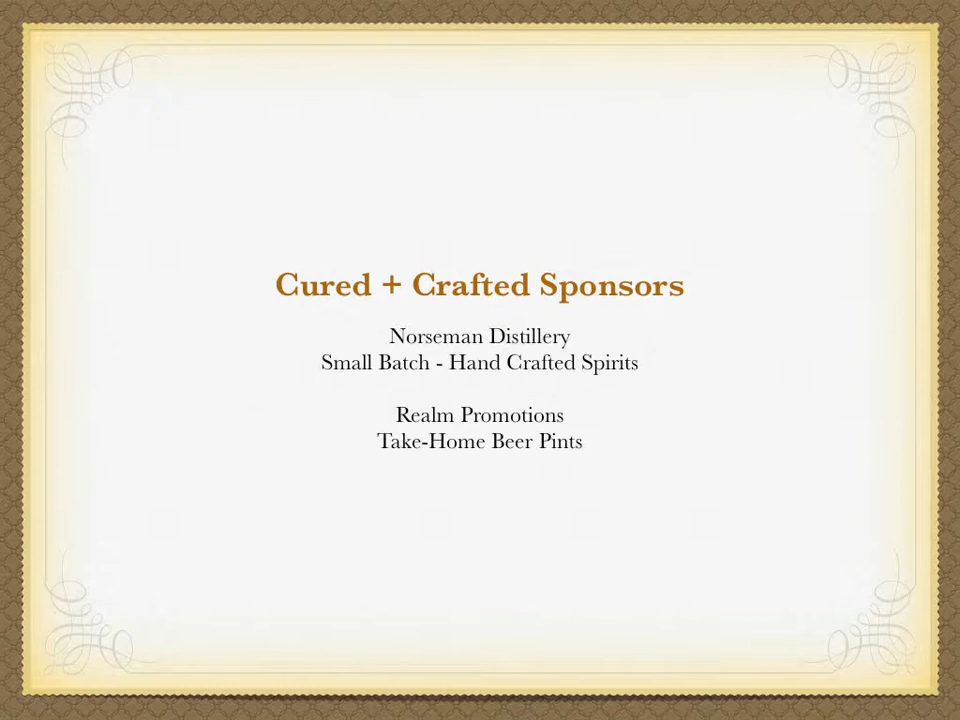 Cured + Crafted Sponsors
Norseman Distillery
Small Batch - Hand Crafted Spirits
Realm Promotions
Take-Home Beer Pints